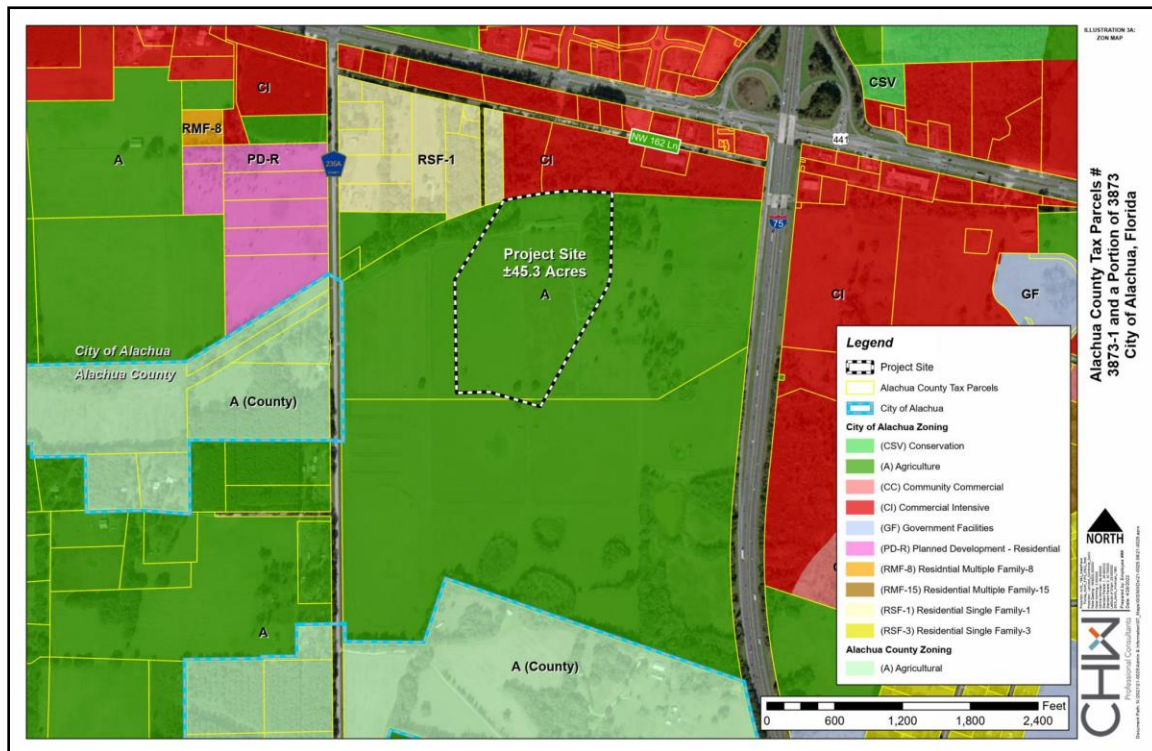 ILLUSTRATION 3A:
ZON MAP
Alachua County Tax Parcels #
3873-1 and a Portion of 3873
City of Alachua, Florida
CI
CSV
RMF-8
A
PD-R
235A
RSF-1
CI
NW 162 Ln
441
75
Project Site
±45.3 Acres
A
CI
GF
City of Alachua
Alachua County
A (County)
A
A (County)
Legend
Project Site
Alachua County Tax Parcels
City of Alachua
City of Alachua Zoning
(CSV) Conservation
(A) Agriculture
(CC) Community Commercial
(CI) Commercial Intensive
(GF) Government Facilities
(PD-R) Planned Development - Residential
(RMF-8) Residntial Multiple Family-8
(RMF-15) Residential Multiple Family-15
(RSF-1) Residential Single Family-1
(RSF-3) Residential Single Family-3
Alachua County Zoning
(A) Agricultural
Feet
0 600 1,200 1,800 2,400
NORTH
CHW
Professional Consultants